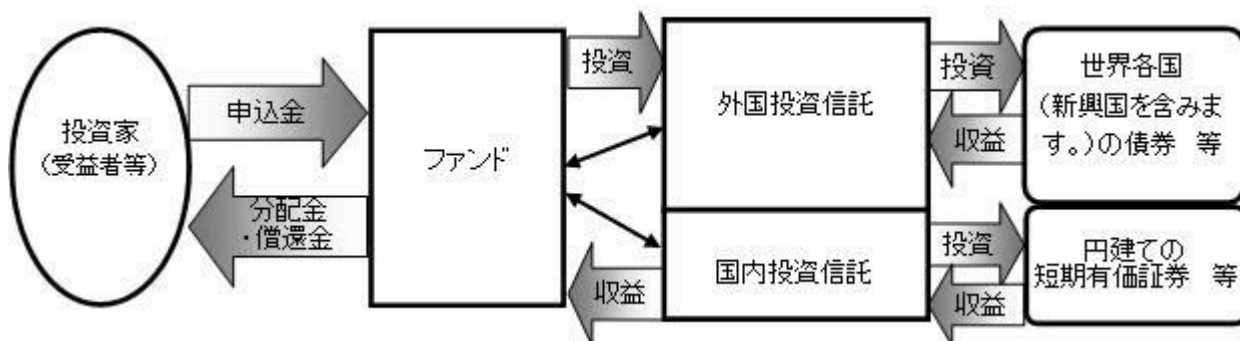 投資家
(受益者等)
申込金
分配金
・償還金
ファンド
投資
収益
外国投資信託
国内投資信託
投資
収益
投資
収益
世界各国
(新興国を含みま
す。)の債券　等
円建ての
短期有価証券　等